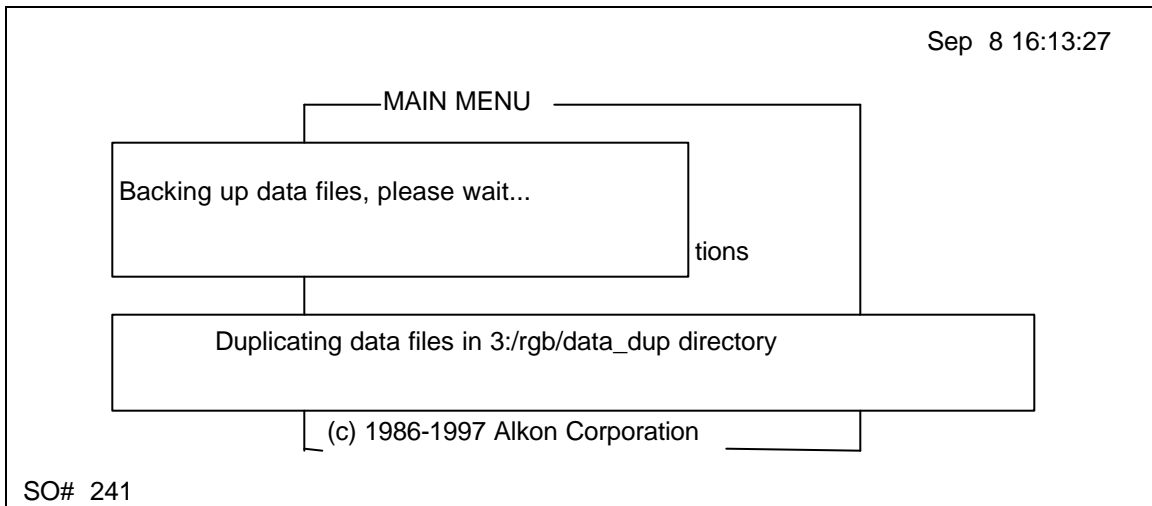 Sep 8 16:13:27
MAIN MENU
Backing up data files, please wait...
tions
Duplicating data files in 3:/rgb/data_dup directory
(c) 1986-1997 Alkon Corporation
SO# 241